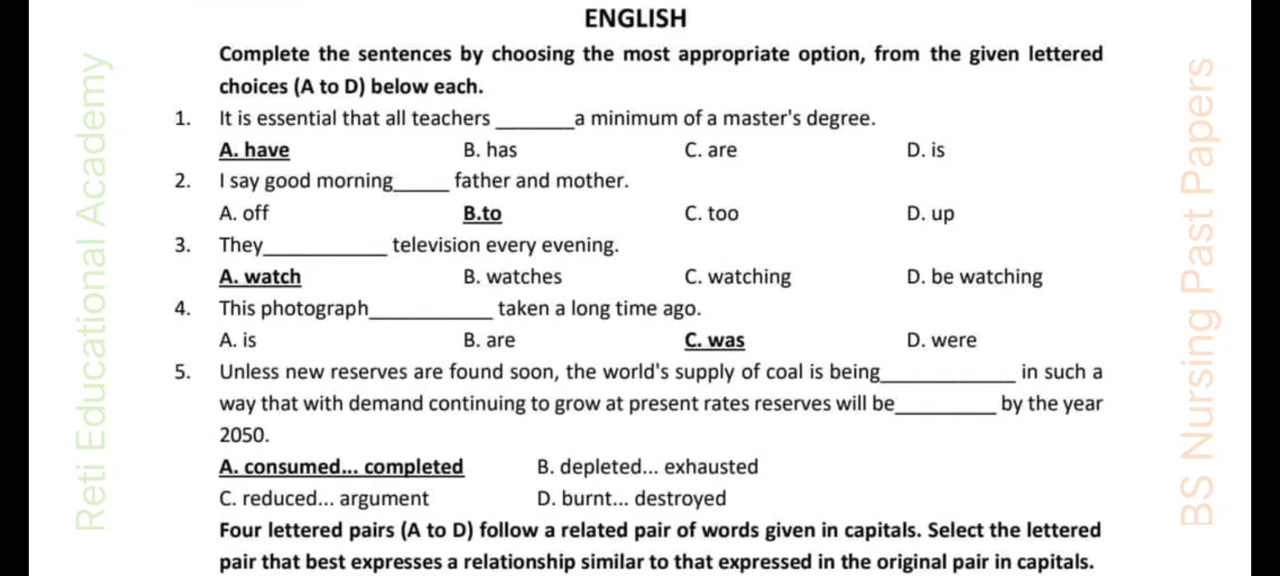 ENGLISH
Complete the sentences by choosing the most appropriate option, from the given lettered
choices (A to D) below each.
1. It is essential that all teachers _______a minimum of a master's degree.
A. have B. has C. are D. is
2. I say good morning_____ father and mother.
A. off B.to C. too D. up
3. They___________ television every evening.
A. watch B. watches C. watching D. be watching
4. This photograph___________ taken a long time ago.
A. is B. are C. was D. were
5. Unless new reserves are found soon, the world's supply of coal is being____________ in such a
way that with demand continuing to grow at present rates reserves will be_________ by the year
2050.
A. consumed... completed B. depleted... exhausted
C. reduced... argument D. burnt... destroyed
Four lettered pairs (A to D) follow a related pair of words given in capitals. Select the lettered
pair that best expresses a relationship similar to that expressed in the original pair in capitals.
Reti Educational Academy
BS Nursing Past Papers